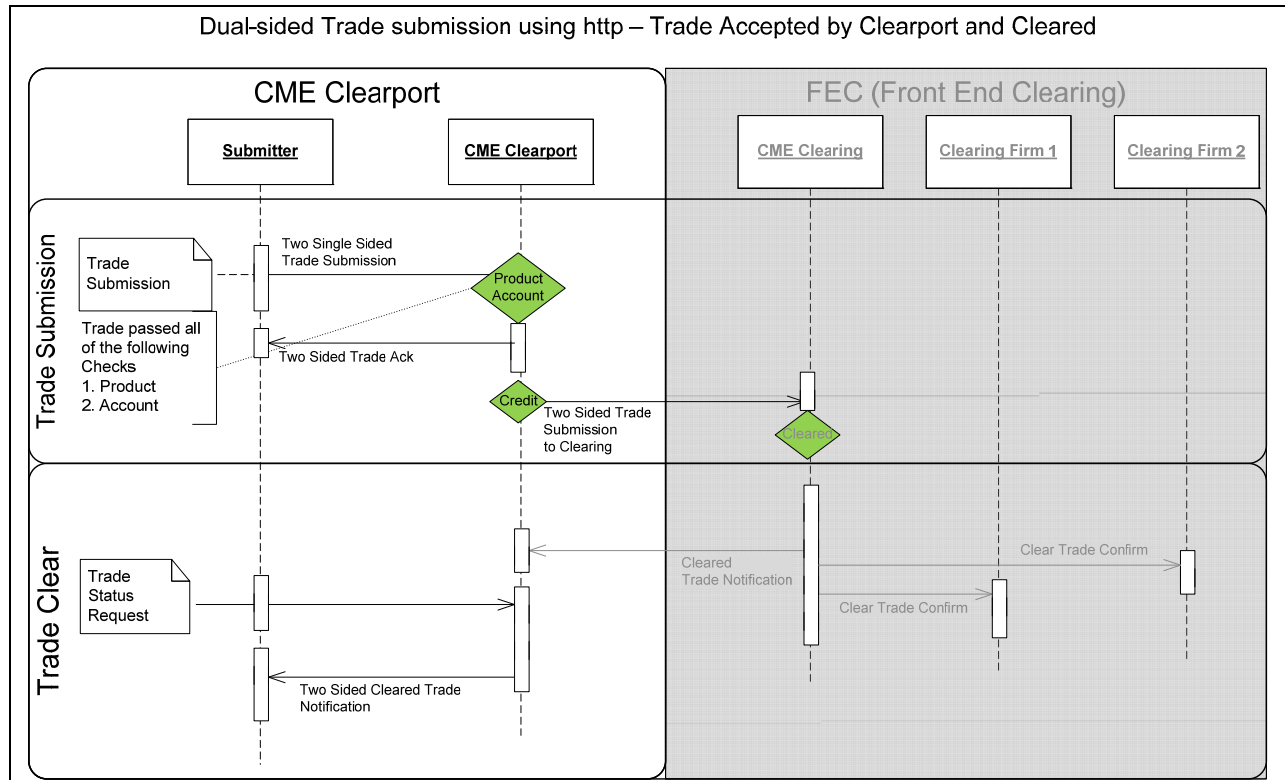 Dual-sided Trade submission using http – Trade Accepted by Clearport and Cleared
CME Clearport
FEC (Front End Clearing)
Submitter
CME Clearport
CME Clearing
Clearing Firm 1
Clearing Firm 2
Trade Submission
Trade
Submission
Two Single Sided
Trade Submission
Product
Account
Trade passed all
of the following
Checks
1. Product
2. Account
Two Sided Trade Ack
Credit
Two Sided Trade
Submission
to Clearing
Cleared
Trade Clear
Cleared
Trade Notification
Clear Trade Confirm
Clear Trade Confirm
Trade
Status
Request
Two Sided Cleared Trade
Notification